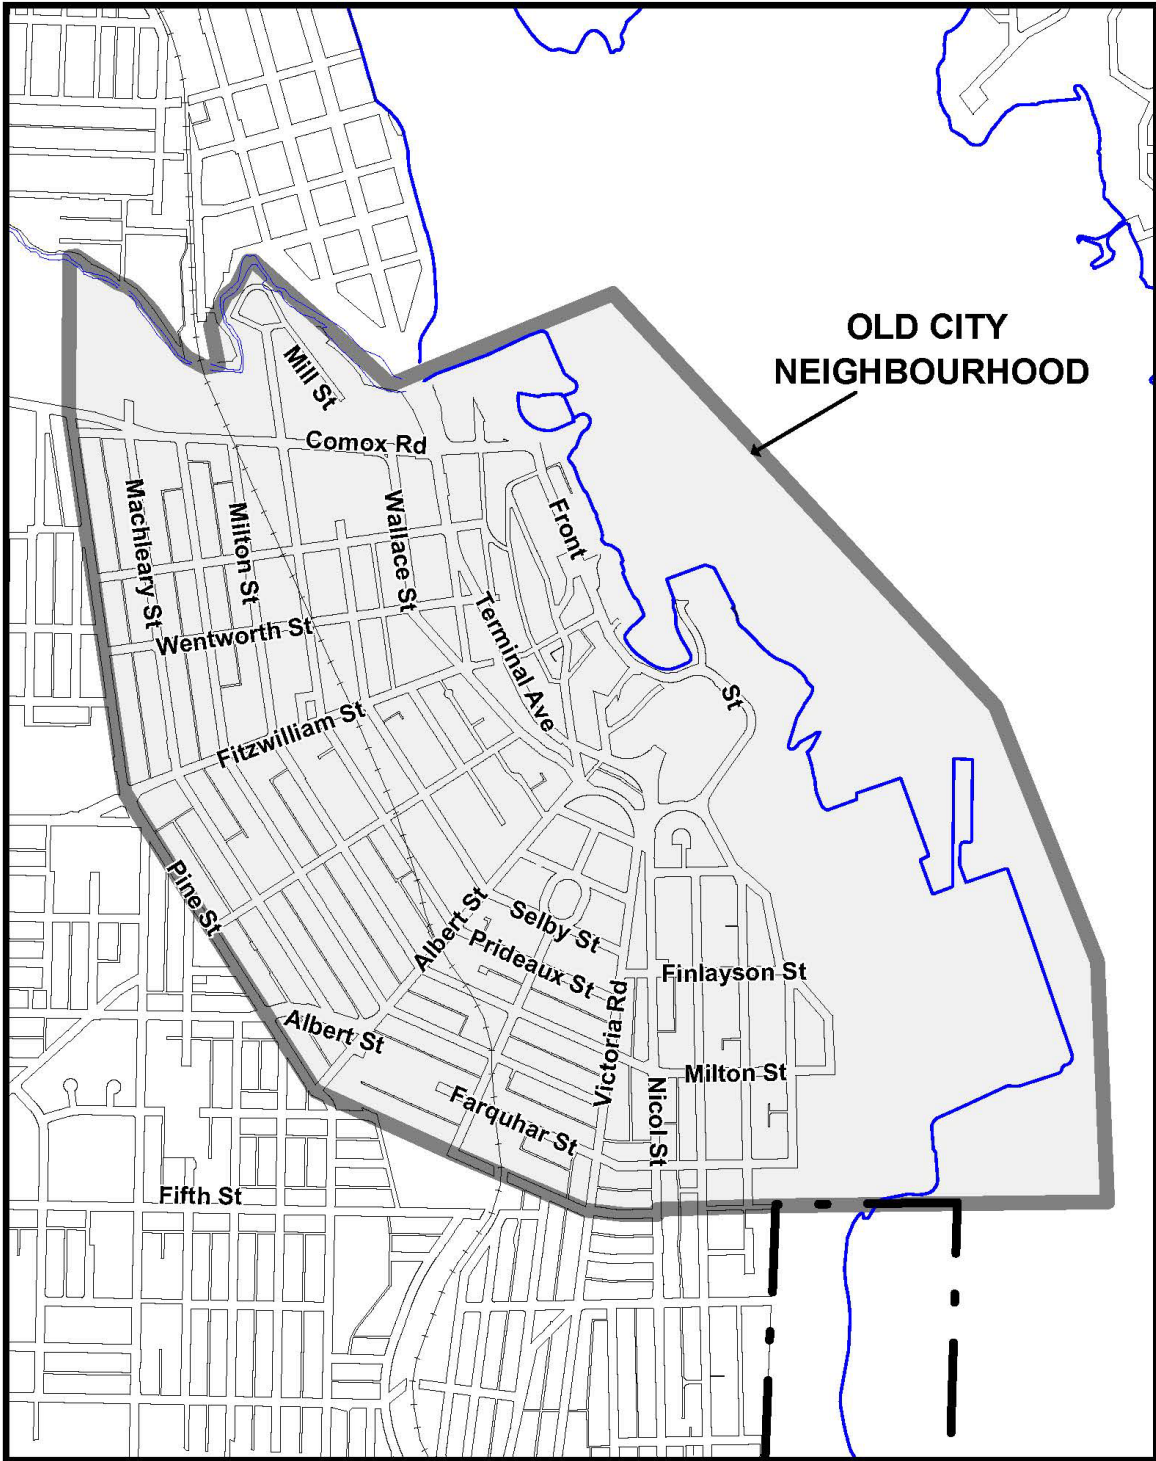 OLD CITY
NEIGHBOURHOOD
Mill St
Comox Rd
Machleary St
Milton St
Wallace St
Front
St
Wentworth St
Terminal Ave
Fitzwilliam St
Pine St
Albert St
Selby St
Prideaux St
Finlayson St
Albert St
Victoria Rd
Milton St
Nicol St
Farquhar St
Fifth St